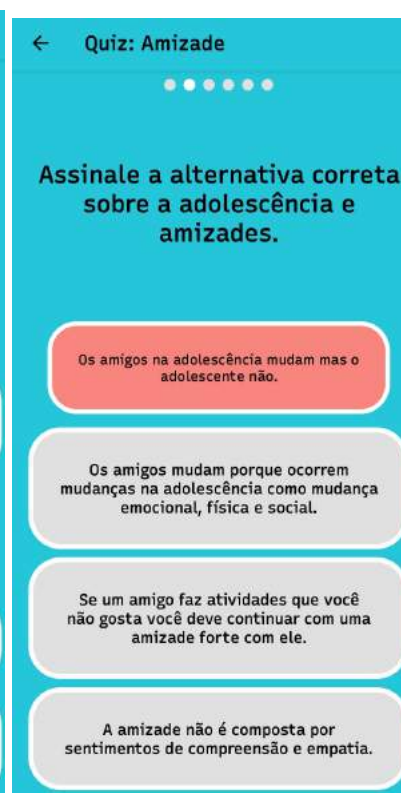 Quiz: Amizade
Assinale a alternativa correta
sobre a adolescência e
amizades.
Os amigos na adolescência mudam mas o
adolescente não.
Os amigos mudam porque ocorrem
mudanças na adolescência como mudança
emocional, física e social.
Se um amigo faz atividades que você
não gosta você deve continuar com uma
amizade forte com ele.
A amizade não é composta por
sentimentos de compreensão e empatia.